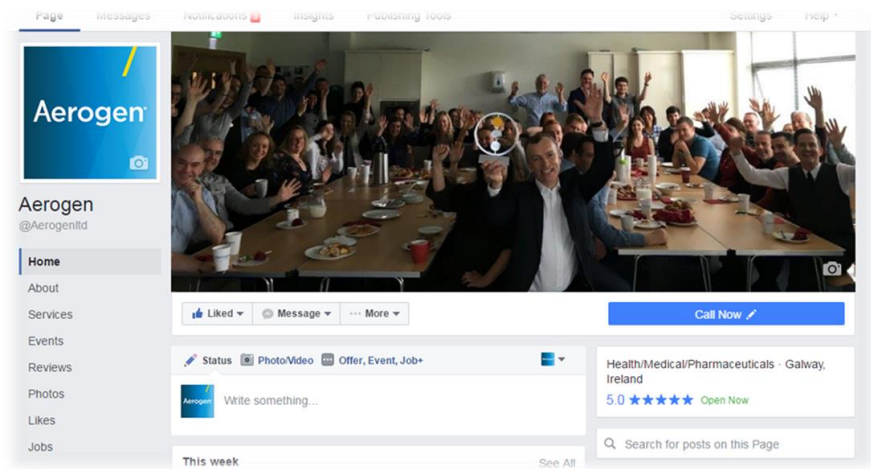 Page Messages Notifications Insights Publishing Tools Settings Help
Aerogen
Aerogen
@Aerogenltd
Home
About
Services
Events
Reviews
Photos
Likes
Jobs
Liked Message ··· More
Call Now
Status Photo/Video Offer, Event, Job+
Aerogen
Write something...
Health/Medical/Pharmaceuticals · Galway,
Ireland
5.0 ★★★★★ Open Now
Search for posts on this Page
This week See All